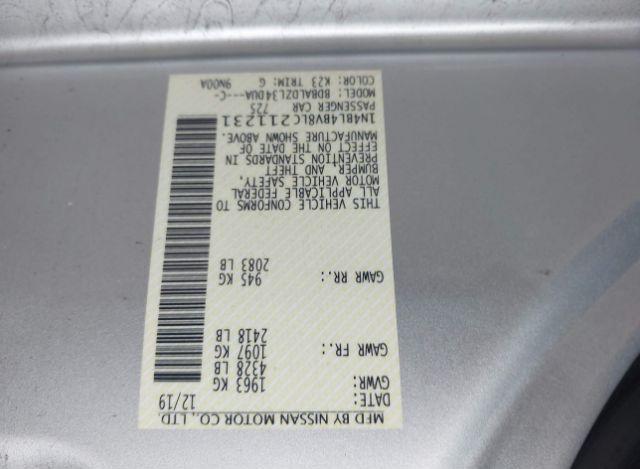 MFD BY NISSAN MOTOR CO., LTD.
DATE: 12/19
GVWR: 1963 KG
4328 LB
GAWR FR.: 1097 KG
2418 LB
GAWR RR.: 945 KG
2083 LB
THIS VEHICLE CONFORMS TO
ALL APPLICABLE FEDERAL
MOTOR VEHICLE SAFETY,
BUMPER, AND THEFT
PREVENTION STANDARDS IN
EFFECT ON THE DATE OF
MANUFACTURE SHOWN ABOVE.
1N4BL4BV8LC211231
PASSENGER CAR 725
MODEL: BDBALDZL34DUA---C-
COLOR: K23 TRIM: G 9N00A